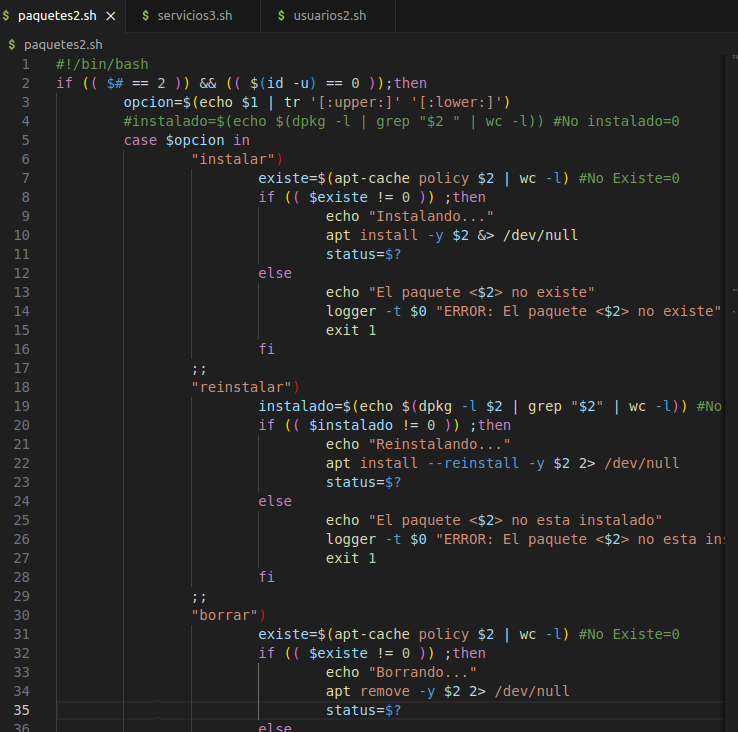 $ paquetes2.sh × $ servicios3.sh $ usuarios2.sh
$ paquetes2.sh
1 #!/bin/bash
2 if (( $# == 2 )) && (( $(id -u) == 0 ));then
3 opcion=$(echo $1 | tr '[:upper:]' '[:lower:]')
4 #instalado=$(echo $(dpkg -l | grep "$2 " | wc -l)) #No instalado=0
5 case $opcion in
6 "instalar")
7 existe=$(apt-cache policy $2 | wc -l) #No Existe=0
8 if (( $existe != 0 )) ;then
9 echo "Instalando..."
10 apt install -y $2 &> /dev/null
11 status=$?
12 else
13 echo "El paquete <$2> no existe"
14 logger -t $0 "ERROR: El paquete <$2> no existe"
15 exit 1
16 fi
17 ;;
18 "reinstalar")
19 instalado=$(echo $(dpkg -l $2 | grep "$2" | wc -l)) #No
20 if (( $instalado != 0 )) ;then
21 echo "Reinstalando..."
22 apt install --reinstall -y $2 2> /dev/null
23 status=$?
24 else
25 echo "El paquete <$2> no esta instalado"
26 logger -t $0 "ERROR: El paquete <$2> no esta ins
27 exit 1
28 fi
29 ;;
30 "borrar")
31 existe=$(apt-cache policy $2 | wc -l) #No Existe=0
32 if (( $existe != 0 )) ;then
33 echo "Borrando..."
34 apt remove -y $2 2> /dev/null
35 status=$?
36 else